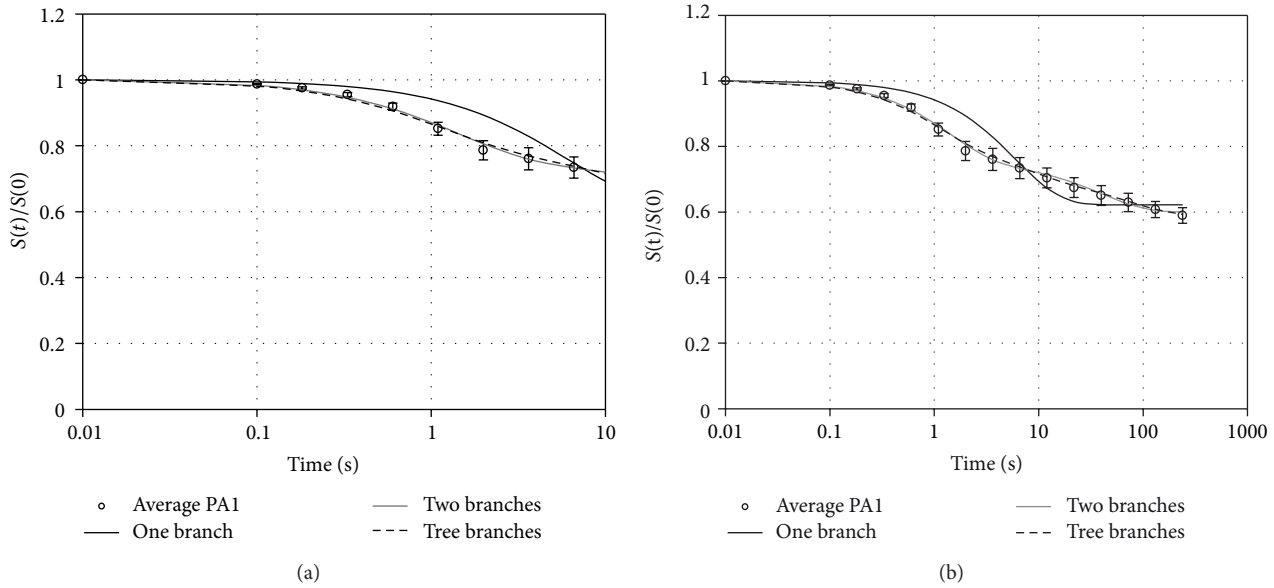 1.2
1
0.8
0.6
0.4
0.2
0
S(t)/S(0)
0.01 0.1 1 10
Time (s)
Average PA1
One branch
Two branches
Tree branches
(a)
1.2
1
0.8
0.6
0.4
0.2
0
S(t)/S(0)
0.01 0.1 1 10 100 1000
Time (s)
Average PA1
One branch
Two branches
Tree branches
(b)